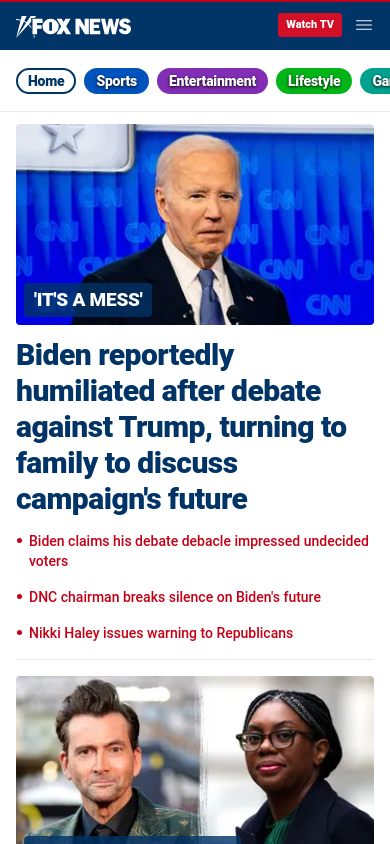 FOX NEWS
Watch TV
Home
Sports
Entertainment
Lifestyle
Ga
CNN
'IT'S A MESS'
Biden reportedly
humiliated after debate
against Trump, turning to
family to discuss
campaign's future
Biden claims his debate debacle impressed undecided
voters
DNC chairman breaks silence on Biden's future
Nikki Haley issues warning to Republicans